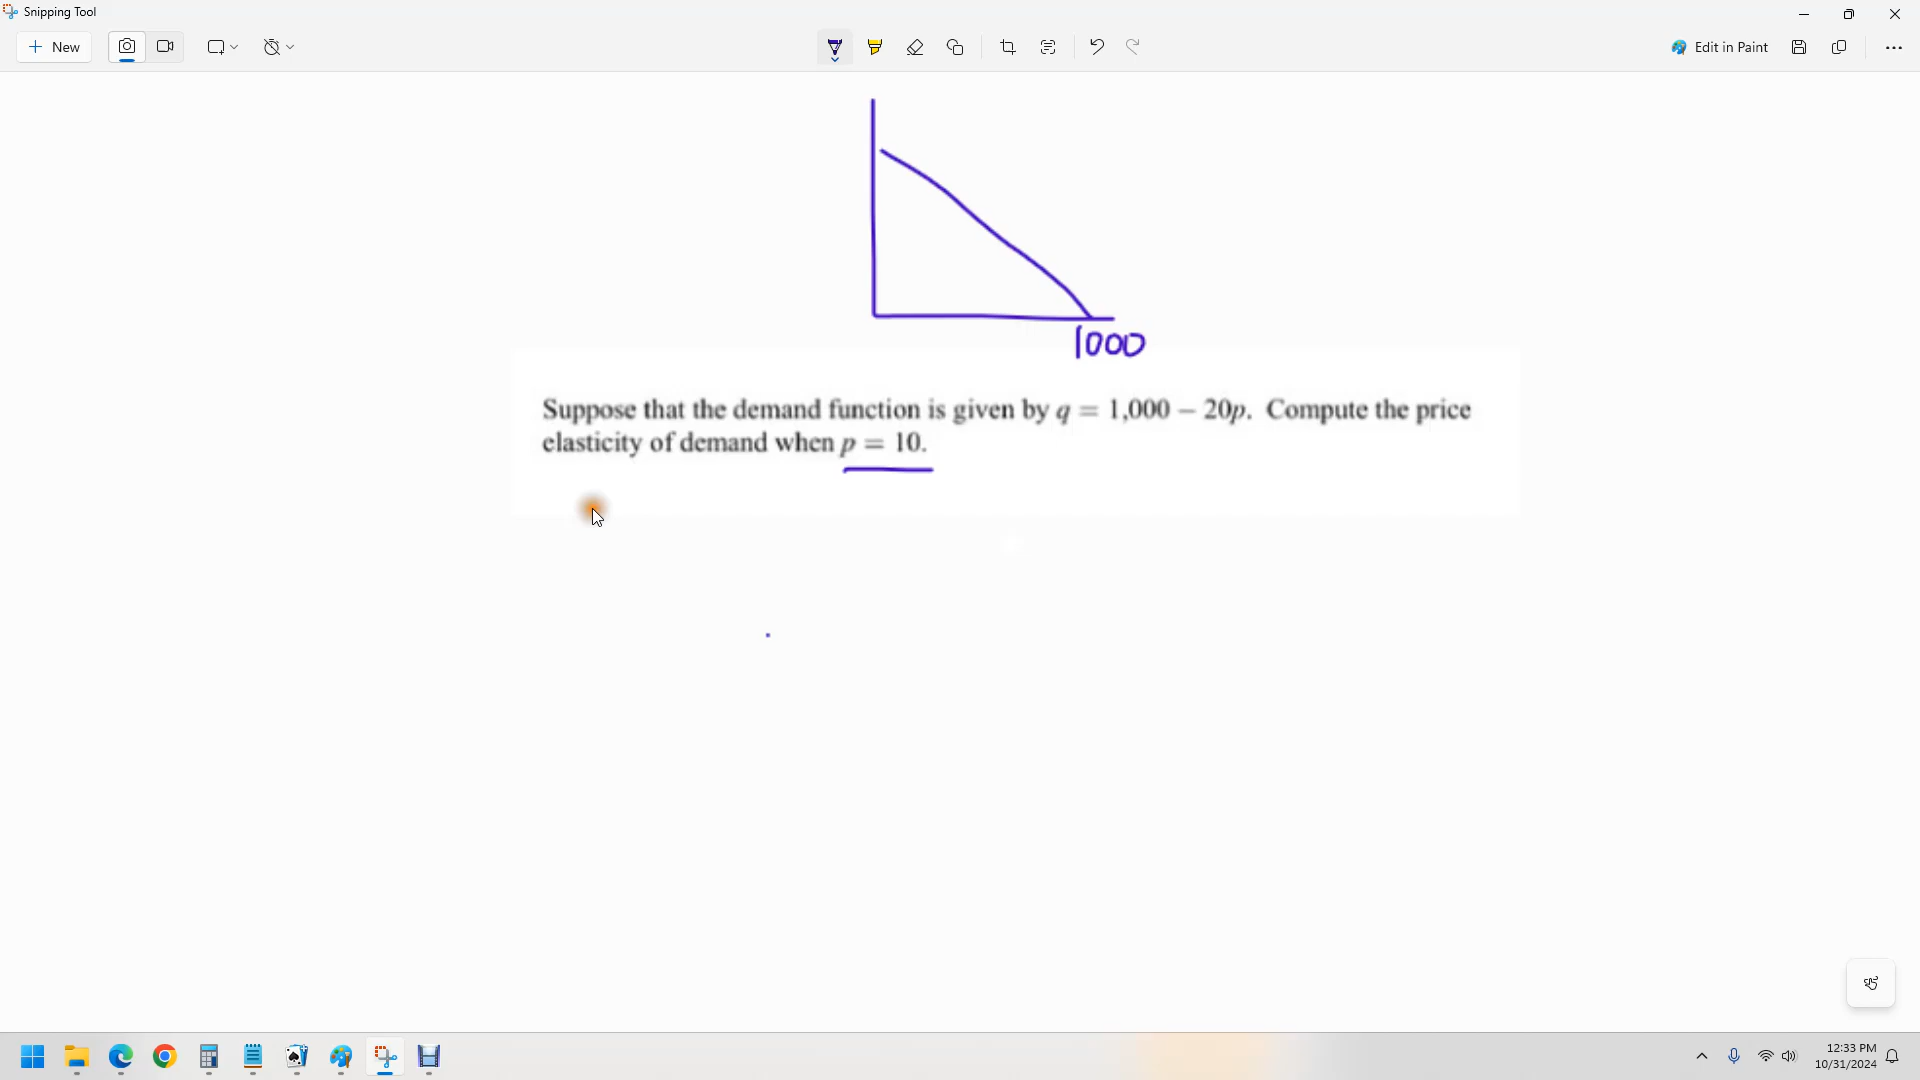 Snipping Tool
New
Edit in Paint
1000
Suppose that the demand function is given by q = 1,000 − 20p. Compute the price
elasticity of demand when p = 10.
12:33 PM
10/31/2024